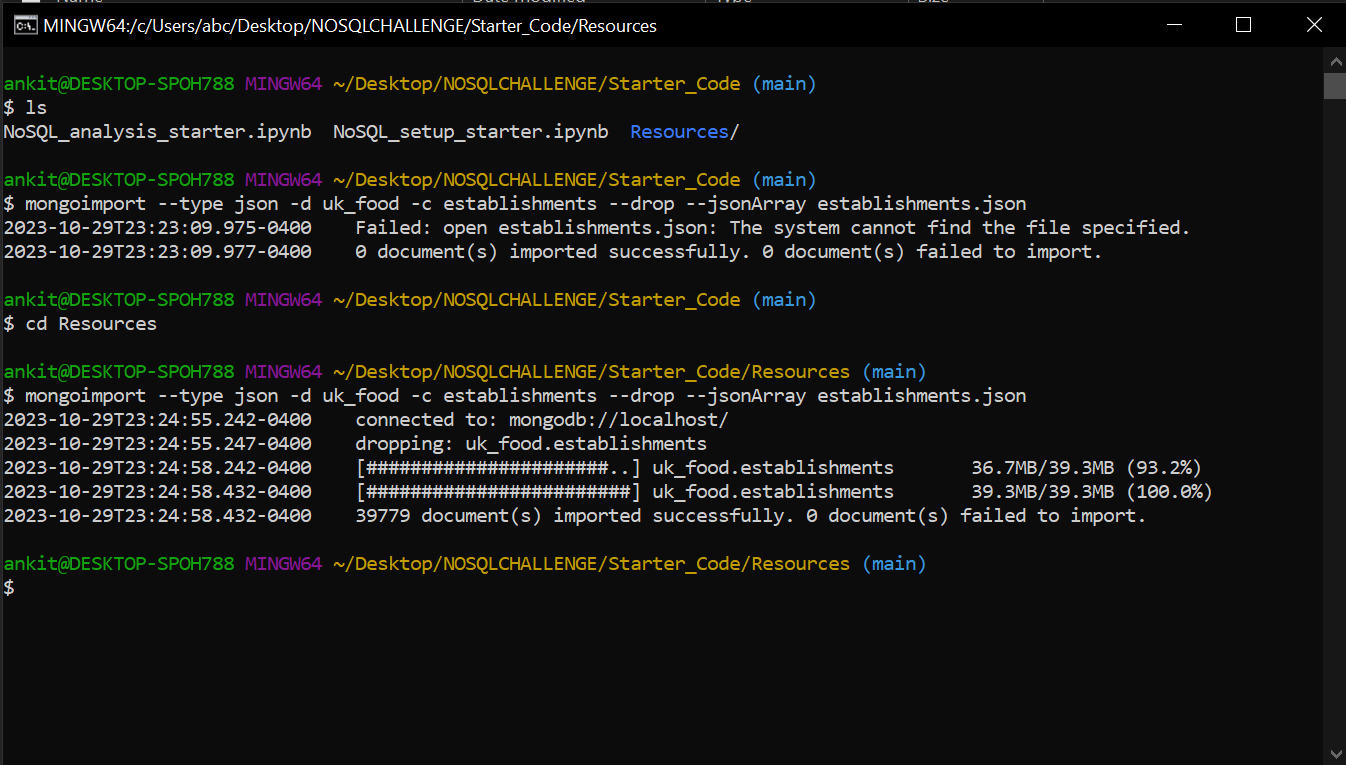 Name Date modified Type Size
MINGW64:/c/Users/abc/Desktop/NOSQLCHALLENGE/Starter_Code/Resources
ankit@DESKTOP-SPOH788 MINGW64 ~/Desktop/NOSQLCHALLENGE/Starter_Code (main)
$ ls
NoSQL_analysis_starter.ipynb  NoSQL_setup_starter.ipynb  Resources/
ankit@DESKTOP-SPOH788 MINGW64 ~/Desktop/NOSQLCHALLENGE/Starter_Code (main)
$ mongoimport --type json -d uk_food -c establishments --drop --jsonArray establishments.json
2023-10-29T23:23:09.975-0400    Failed: open establishments.json: The system cannot find the file specified.
2023-10-29T23:23:09.977-0400    0 document(s) imported successfully. 0 document(s) failed to import.
ankit@DESKTOP-SPOH788 MINGW64 ~/Desktop/NOSQLCHALLENGE/Starter_Code (main)
$ cd Resources
ankit@DESKTOP-SPOH788 MINGW64 ~/Desktop/NOSQLCHALLENGE/Starter_Code/Resources (main)
$ mongoimport --type json -d uk_food -c establishments --drop --jsonArray establishments.json
2023-10-29T23:24:55.242-0400    connected to: mongodb://localhost/
2023-10-29T23:24:55.247-0400    dropping: uk_food.establishments
2023-10-29T23:24:58.242-0400    [######################..] uk_food.establishments       36.7MB/39.3MB (93.2%)
2023-10-29T23:24:58.432-0400    [########################] uk_food.establishments       39.3MB/39.3MB (100.0%)
2023-10-29T23:24:58.432-0400    39779 document(s) imported successfully. 0 document(s) failed to import.
ankit@DESKTOP-SPOH788 MINGW64 ~/Desktop/NOSQLCHALLENGE/Starter_Code/Resources (main)
$